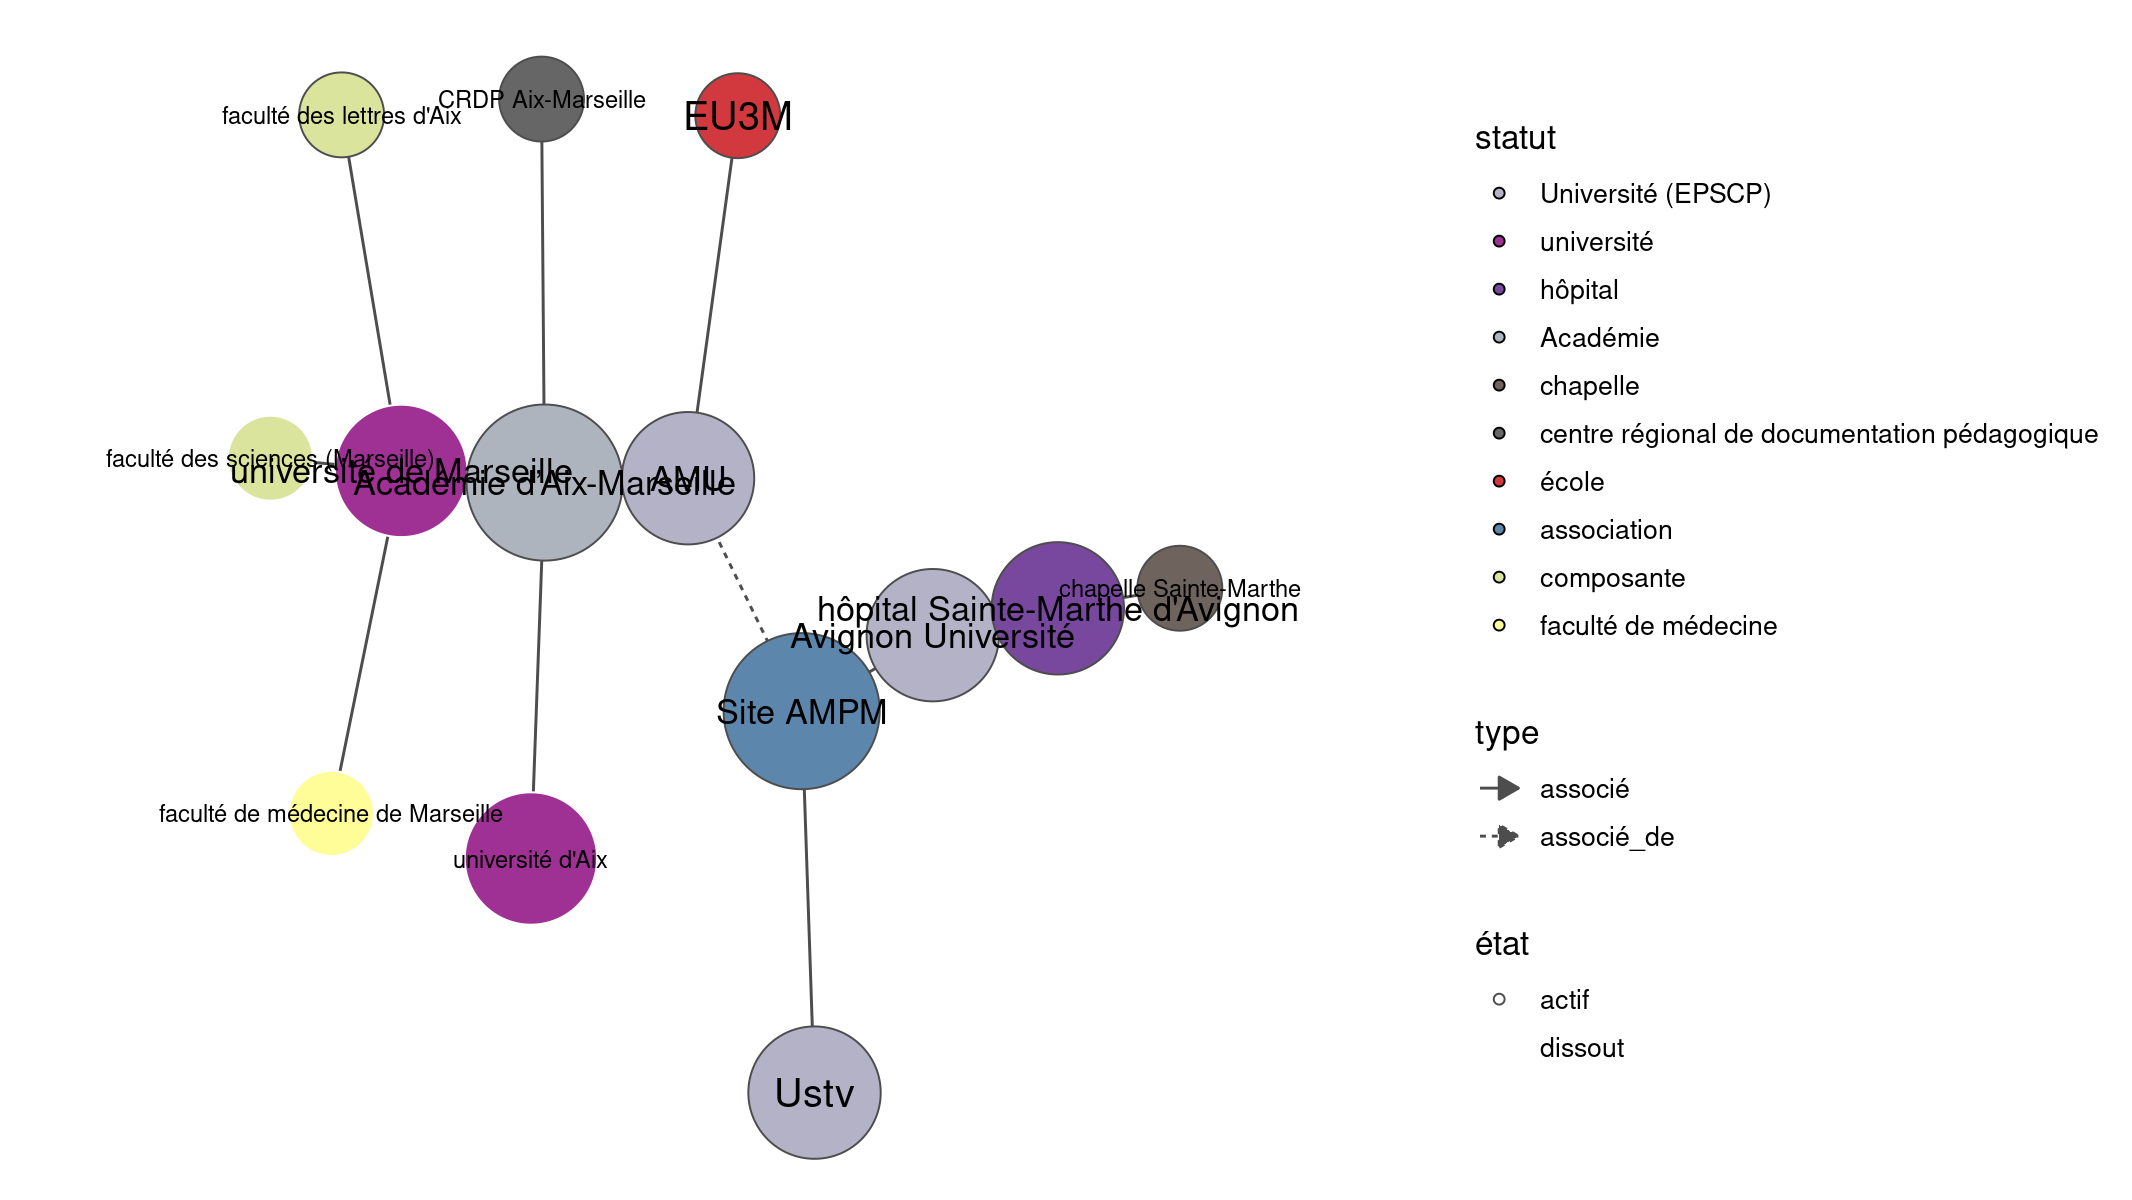 CRDP Aix-Marseille
faculté des lettres d'Aix
EU3M
faculté des sciences (Marseille)
université de Marseille
Académie d'Aix-Marseille
AMU
chapelle Sainte-Marthe
hôpital Sainte-Marthe d'Avignon
Avignon Université
Site AMPM
faculté de médecine de Marseille
université d'Aix
Ustv
statut
Université (EPSCP)
université
hôpital
Académie
chapelle
centre régional de documentation pédagogique
école
association
composante
faculté de médecine
type
associé
associé_de
état
actif
dissout